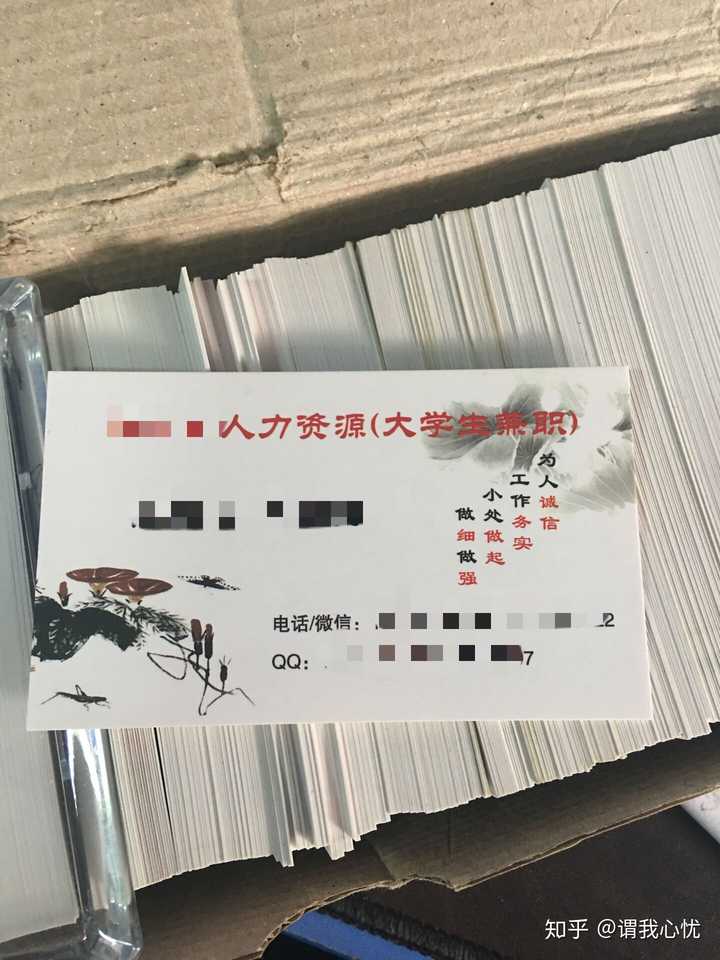 人力资源(大学生兼职)
为人诚信
工作务实
小处做起
做细做强
电话/微信：
QQ：
知乎 @谓我心忧